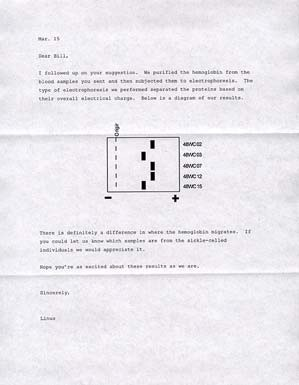 Mar. 15
Dear Bill,
I followed up on your suggestion. We purified the hemoglobin from the
blood samples you sent and then subjected them to electrophoresis. The
type of electrophoresis we performed separated the proteins based on
their overall electrical charge. Below is a diagram of our results.
Origin
48WC02
48WC03
48WC07
48WC12
48WC15
− +
There is definitely a difference in where the hemoglobin migrates. If
you could let us know which samples are from the sickle-celled
individuals we would appreciate it.
Hope you're as excited about these results as we are.
Sincerely,
Linus